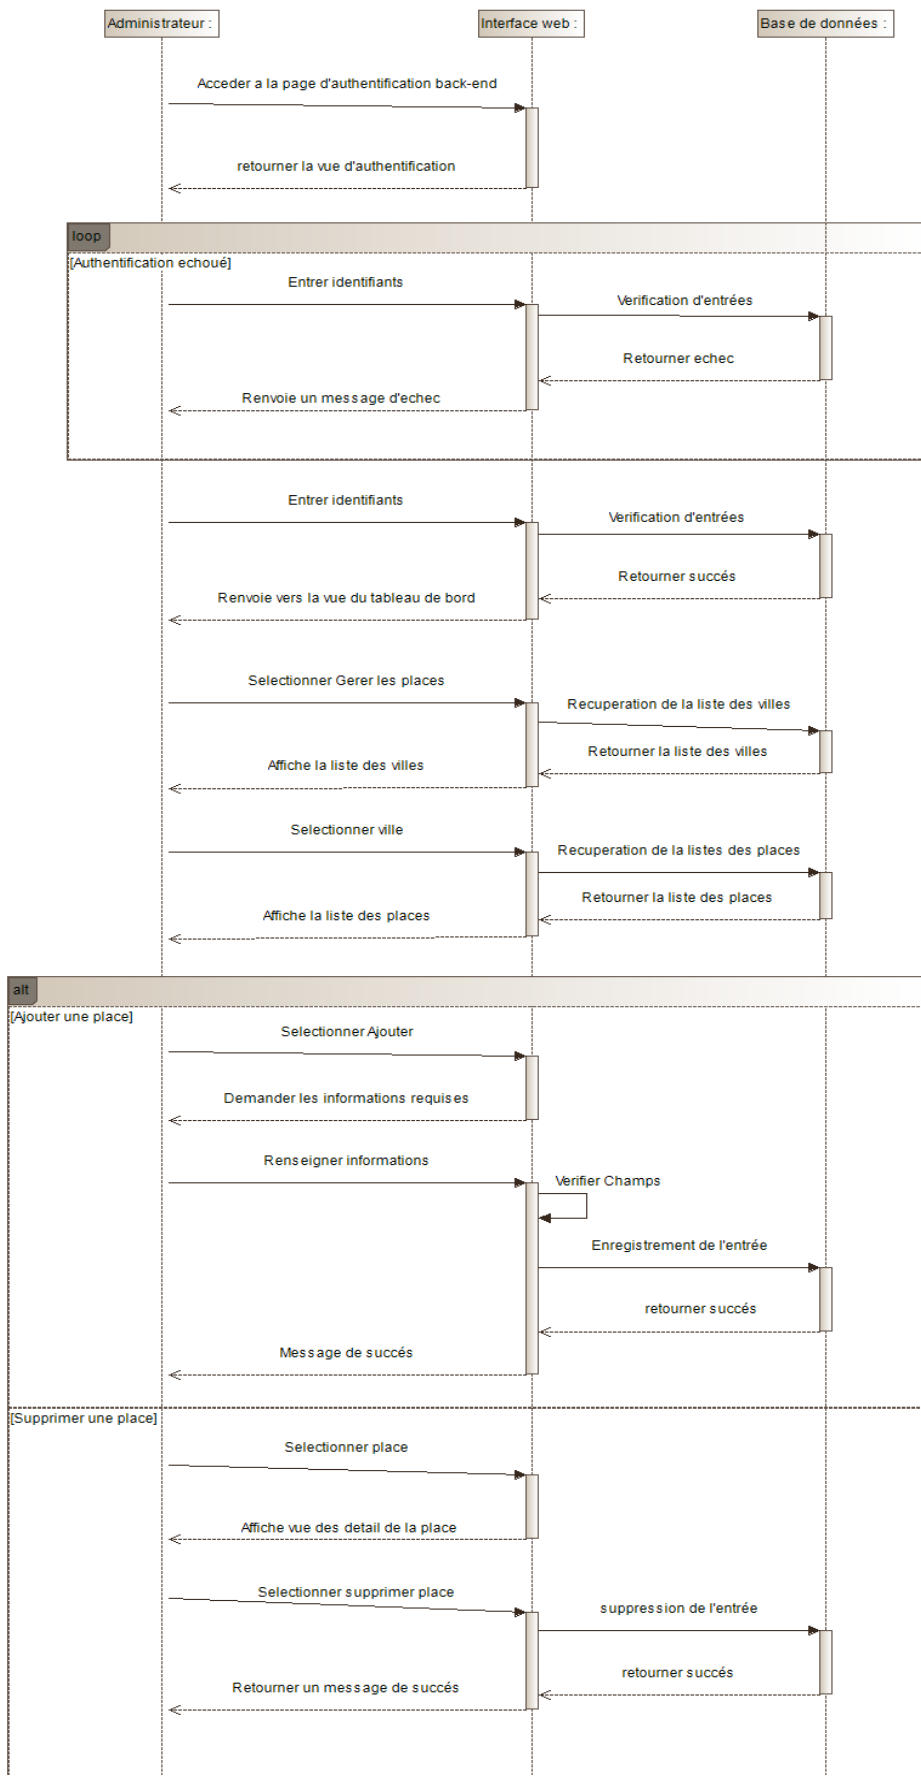 Administrateur :
Interface web :
Base de données :
Acceder a la page d'authentification back-end
retourner la vue d'authentification
loop
[Authentification echoué]
Entrer identifiants
Verification d'entrées
Retourner echec
Renvoie un message d'echec
Entrer identifiants
Verification d'entrées
Retourner succés
Renvoie vers la vue du tableau de bord
Selectionner Gerer les places
Recuperation de la liste des villes
Retourner la liste des villes
Affiche la liste des villes
Selectionner ville
Recuperation de la listes des places
Retourner la liste des places
Affiche la liste des places
alt
[Ajouter une place]
Selectionner Ajouter
Demander les informations requises
Renseigner informations
Verifier Champs
Enregistrement de l'entrée
retourner succés
Message de succés
[Supprimer une place]
Selectionner place
Affiche vue des detail de la place
Selectionner supprimer place
suppression de l'entrée
retourner succés
Retourner un message de succés